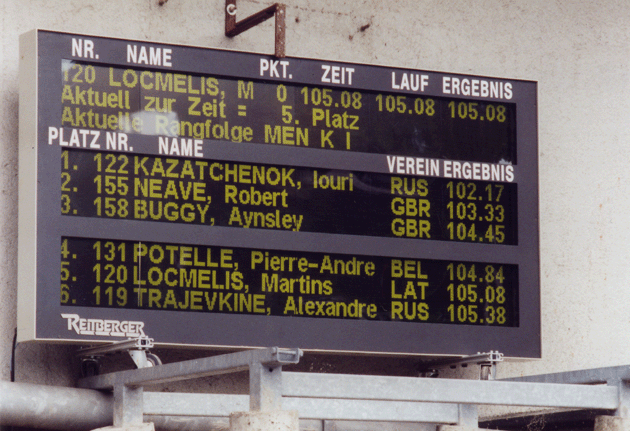 NR. NAME PKT. ZEIT LAUF ERGEBNIS
120 LOCMELIS, M 0 105.08 105.08 105.08
Aktuell zur Zeit = 5. Platz
Aktuelle Rangfolge MEN K I
PLATZ NR. NAME VEREIN ERGEBNIS
1. 122 KAZATCHENOK, Iouri RUS 102.17
2. 155 NEAVE, Robert GBR 103.33
3. 158 BUGGY, Aynsley GBR 104.45
4. 131 POTELLE, Pierre-Andre BEL 104.84
5. 120 LOCMELIS, Martins LAT 105.08
6. 119 TRAJEVKINE, Alexandre RUS 105.38
REITBERGER